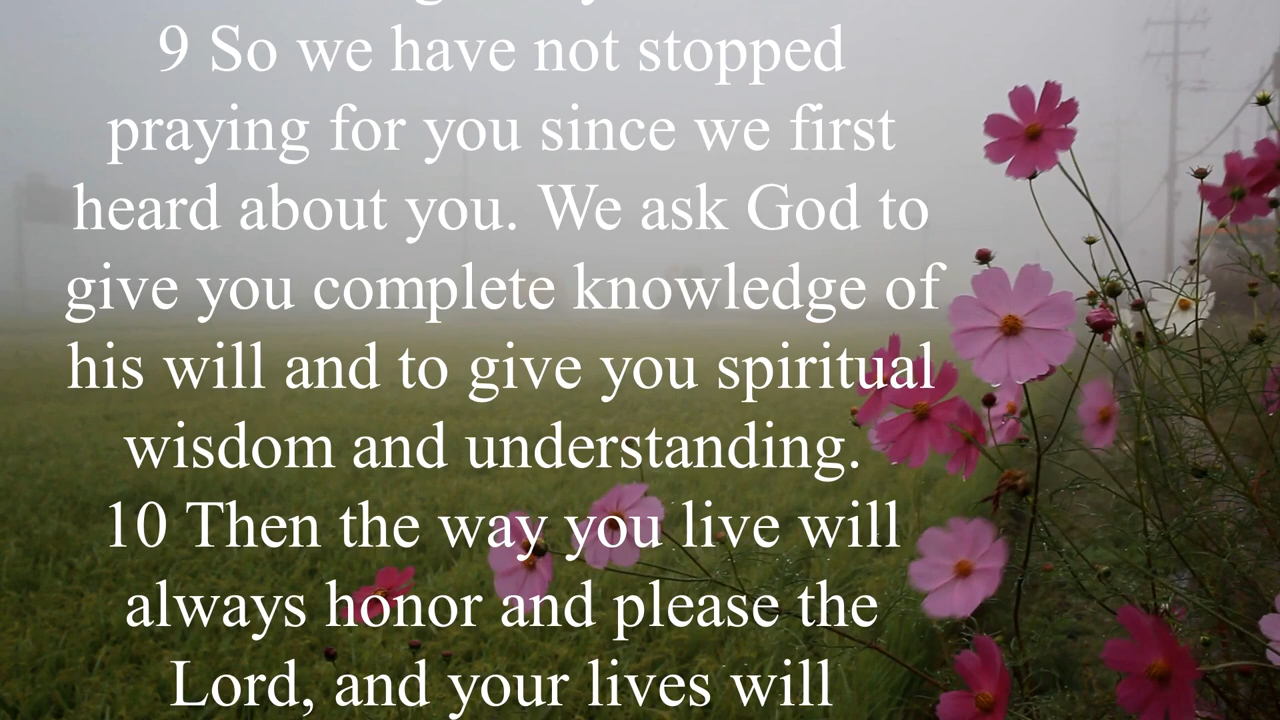 9 So we have not stopped
praying for you since we first
heard about you. We ask God to
give you complete knowledge of
his will and to give you spiritual
wisdom and understanding.
10 Then the way you live will
always honor and please the
Lord, and your lives will